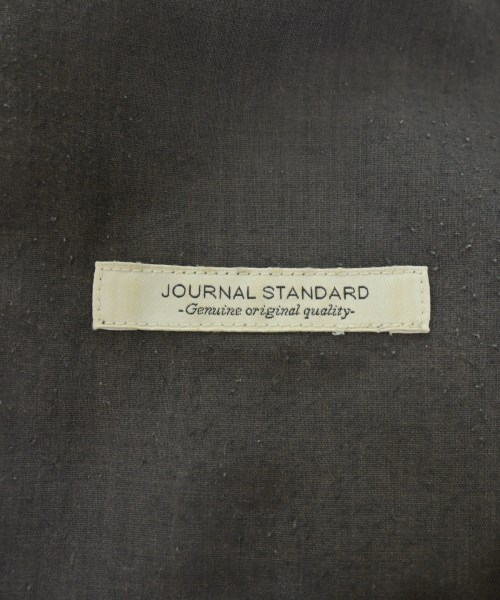 JOURNAL STANDARD
-Genuine original quality-